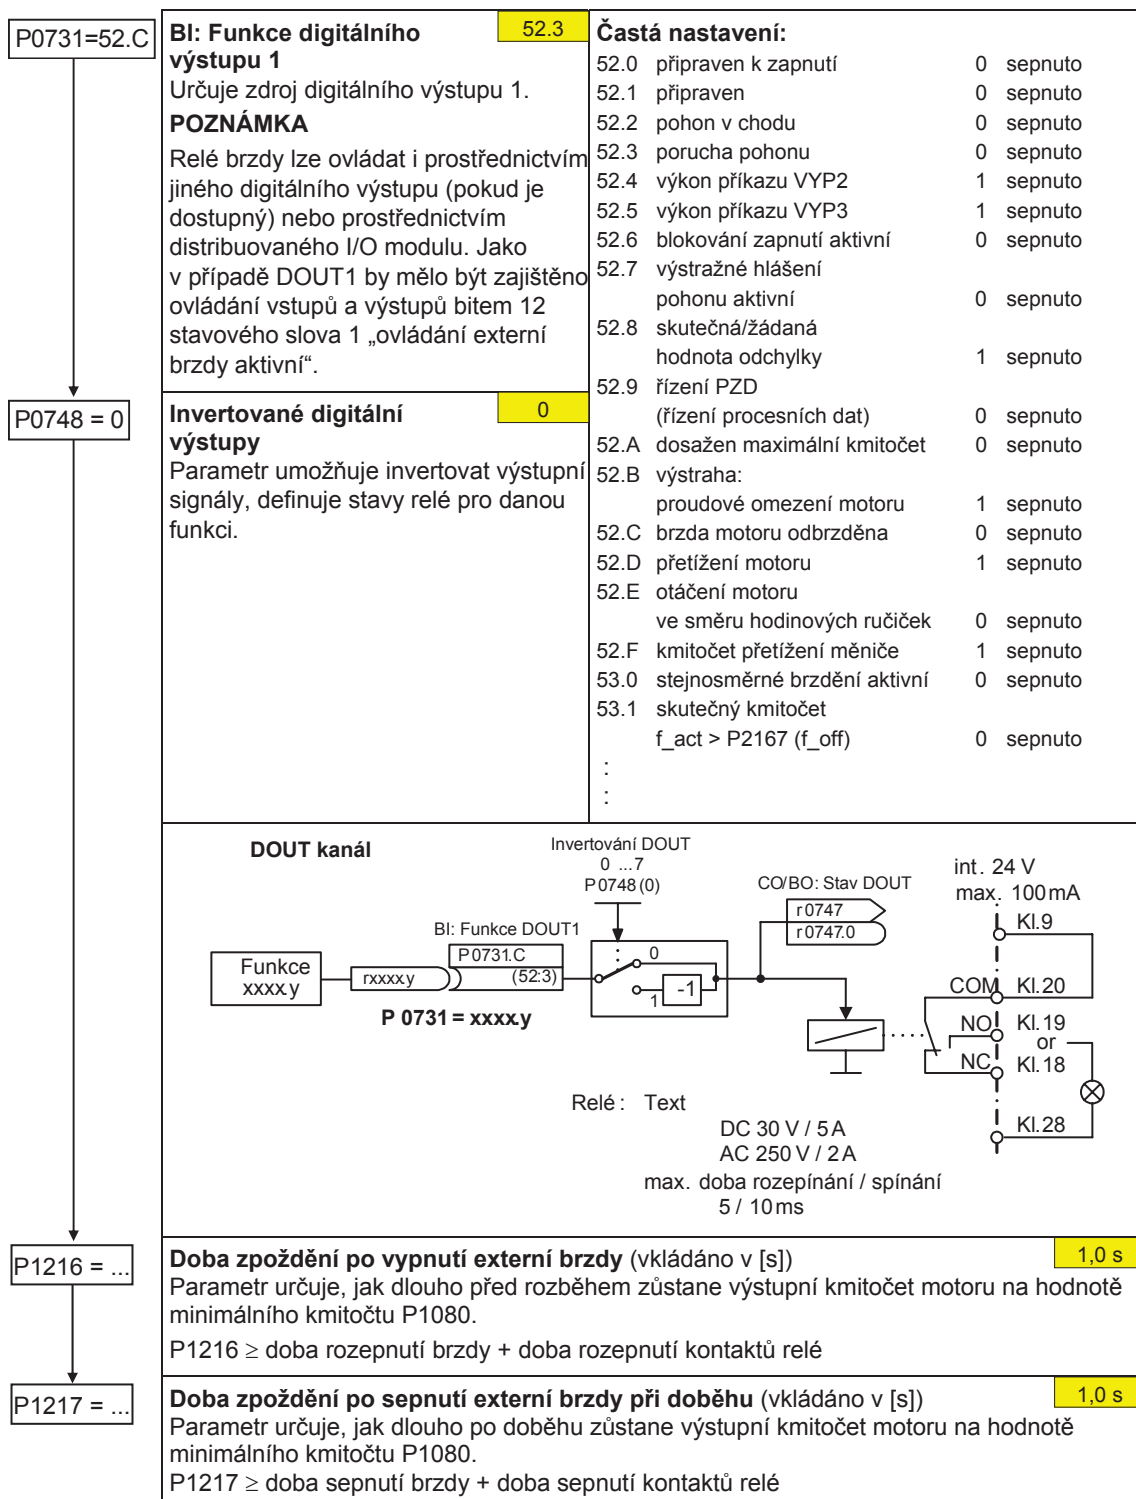 P0731=52.C
BI: Funkce digitálního
výstupu 1
52.3
Určuje zdroj digitálního výstupu 1.
POZNÁMKA
Relé brzdy lze ovládat i prostřednictvím
jiného digitálního výstupu (pokud je
dostupný) nebo prostřednictvím
distribuovaného I/O modulu. Jako
v případě DOUT1 by mělo být zajištěno
ovládání vstupů a výstupů bitem 12
stavového slova 1 „ovládání externí
brzdy aktivní“.
P0748 = 0
Invertované digitální
výstupy
0
Parametr umožňuje invertovat výstupní
signály, definuje stavy relé pro danou
funkci.
Častá nastavení:
52.0 připraven k zapnutí 0 sepnuto
52.1 připraven 0 sepnuto
52.2 pohon v chodu 0 sepnuto
52.3 porucha pohonu 0 sepnuto
52.4 výkon příkazu VYP2 1 sepnuto
52.5 výkon příkazu VYP3 1 sepnuto
52.6 blokování zapnutí aktivní 0 sepnuto
52.7 výstražné hlášení
pohonu aktivní 0 sepnuto
52.8 skutečná/žádaná
hodnota odchylky 1 sepnuto
52.9 řízení PZD
(řízení procesních dat) 0 sepnuto
52.A dosažen maximální kmitočet 0 sepnuto
52.B výstraha:
proudové omezení motoru 1 sepnuto
52.C brzda motoru odbrzděna 0 sepnuto
52.D přetížení motoru 1 sepnuto
52.E otáčení motoru
ve směru hodinových ručiček 0 sepnuto
52.F kmitočet přetížení měniče 1 sepnuto
53.0 stejnosměrné brzdění aktivní 0 sepnuto
53.1 skutečný kmitočet
f_act > P2167 (f_off) 0 sepnuto
:
:
DOUT kanál
Invertování DOUT
0 ...7
P0748(0)
CO/BO: Stav DOUT
r0747
r0747.0
int. 24 V
max. 100mA
BI: Funkce DOUT1
P0731.C
(52:3)
Funkce
xxxx.y
rxxxx.y
P 0731 = xxxx.y
0
1
-1
Kl.9
COM Kl.20
NO Kl.19
or
NC Kl.18
Kl.28
Relé : Text
DC 30 V / 5 A
AC 250 V / 2 A
max. doba rozepínání / spínání
5 / 10 ms
P1216 = ...
Doba zpoždění po vypnutí externí brzdy (vkládáno v [s])
1,0 s
Parametr určuje, jak dlouho před rozběhem zůstane výstupní kmitočet motoru na hodnotě
minimálního kmitočtu P1080.
P1216 ≥ doba rozepnutí brzdy + doba rozepnutí kontaktů relé
P1217 = ...
Doba zpoždění po sepnutí externí brzdy při doběhu (vkládáno v [s])
1,0 s
Parametr určuje, jak dlouho po doběhu zůstane výstupní kmitočet motoru na hodnotě
minimálního kmitočtu P1080.
P1217 ≥ doba sepnutí brzdy + doba sepnutí kontaktů relé